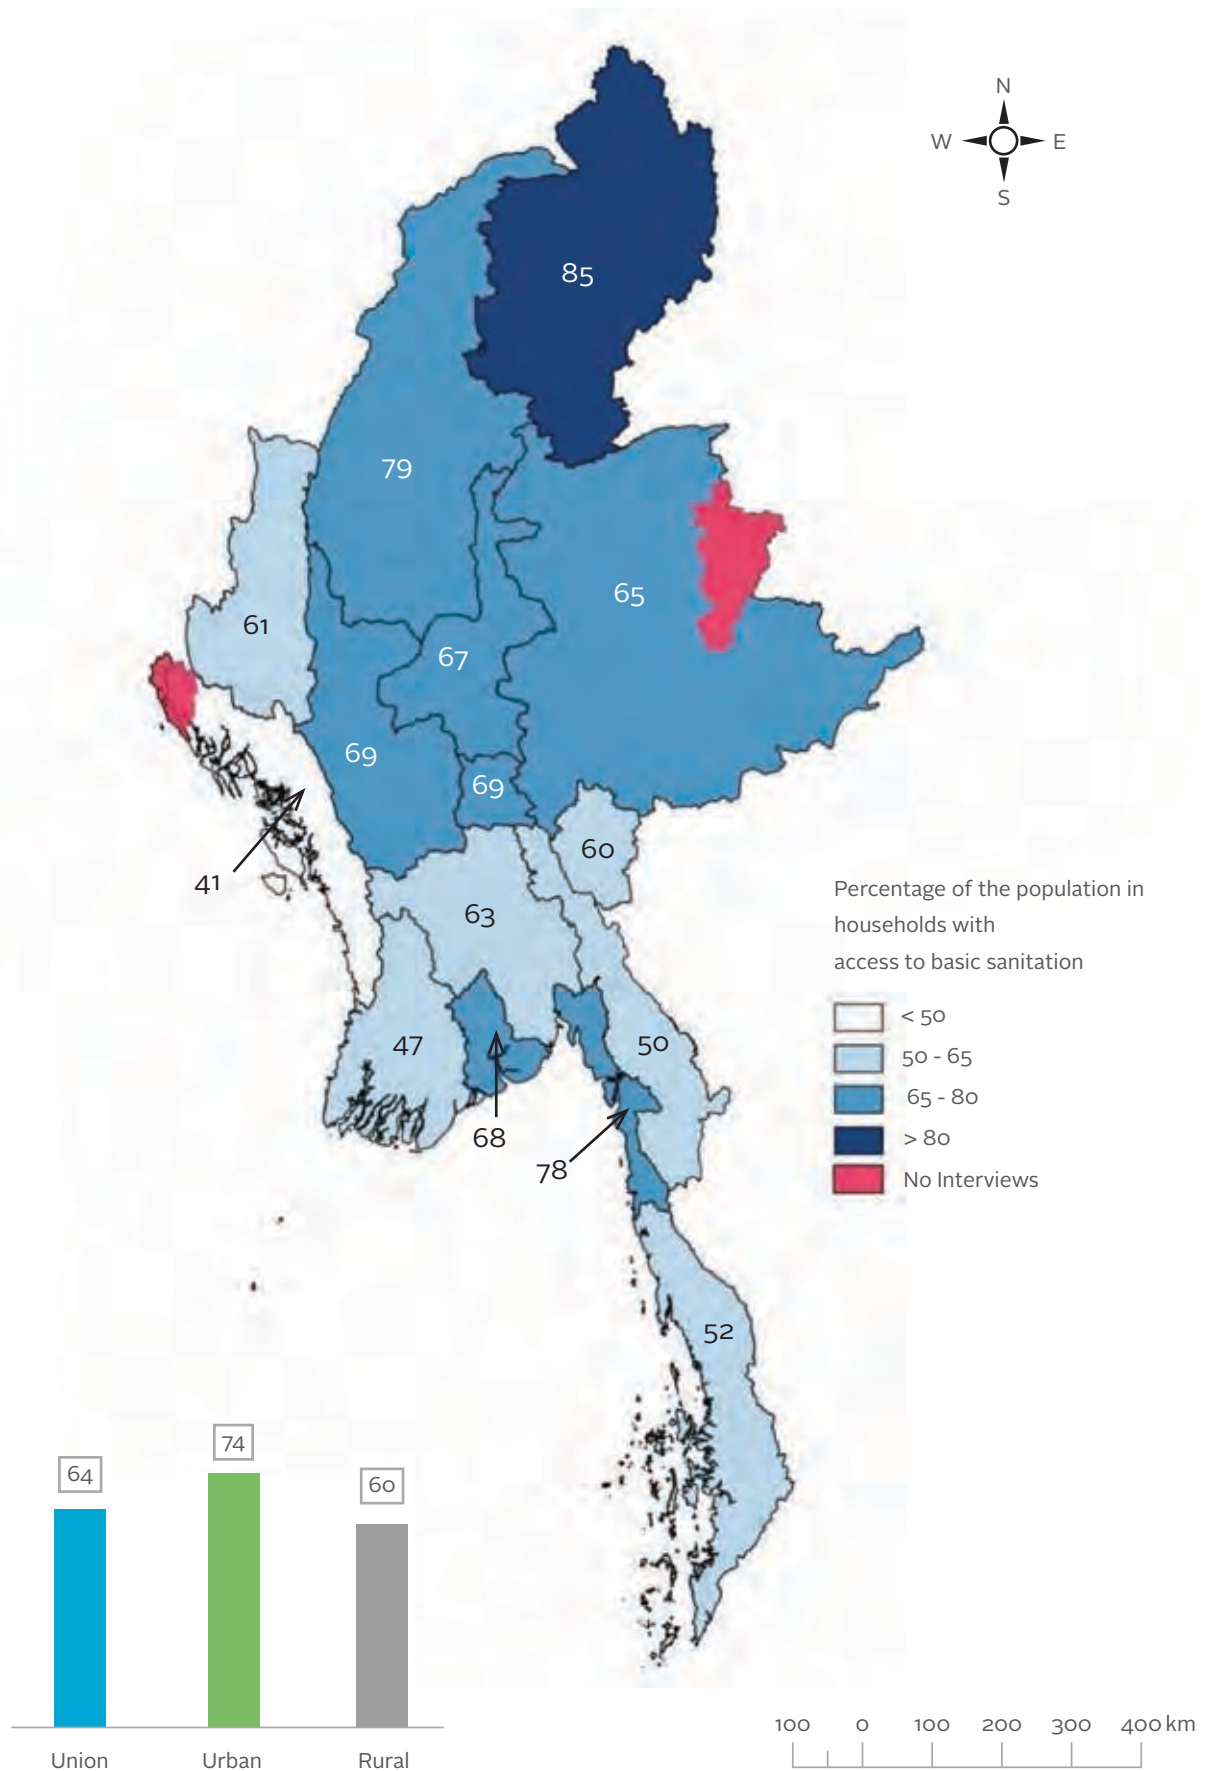 N
W E
S
85
79
65
61
67
69
69
60
41
63
47
50
68
78
52
Percentage of the population in
households with
access to basic sanitation
< 50
50 - 65
65 - 80
> 80
No Interviews
64
74
60
Union Urban Rural
100 0 100 200 300 400 km